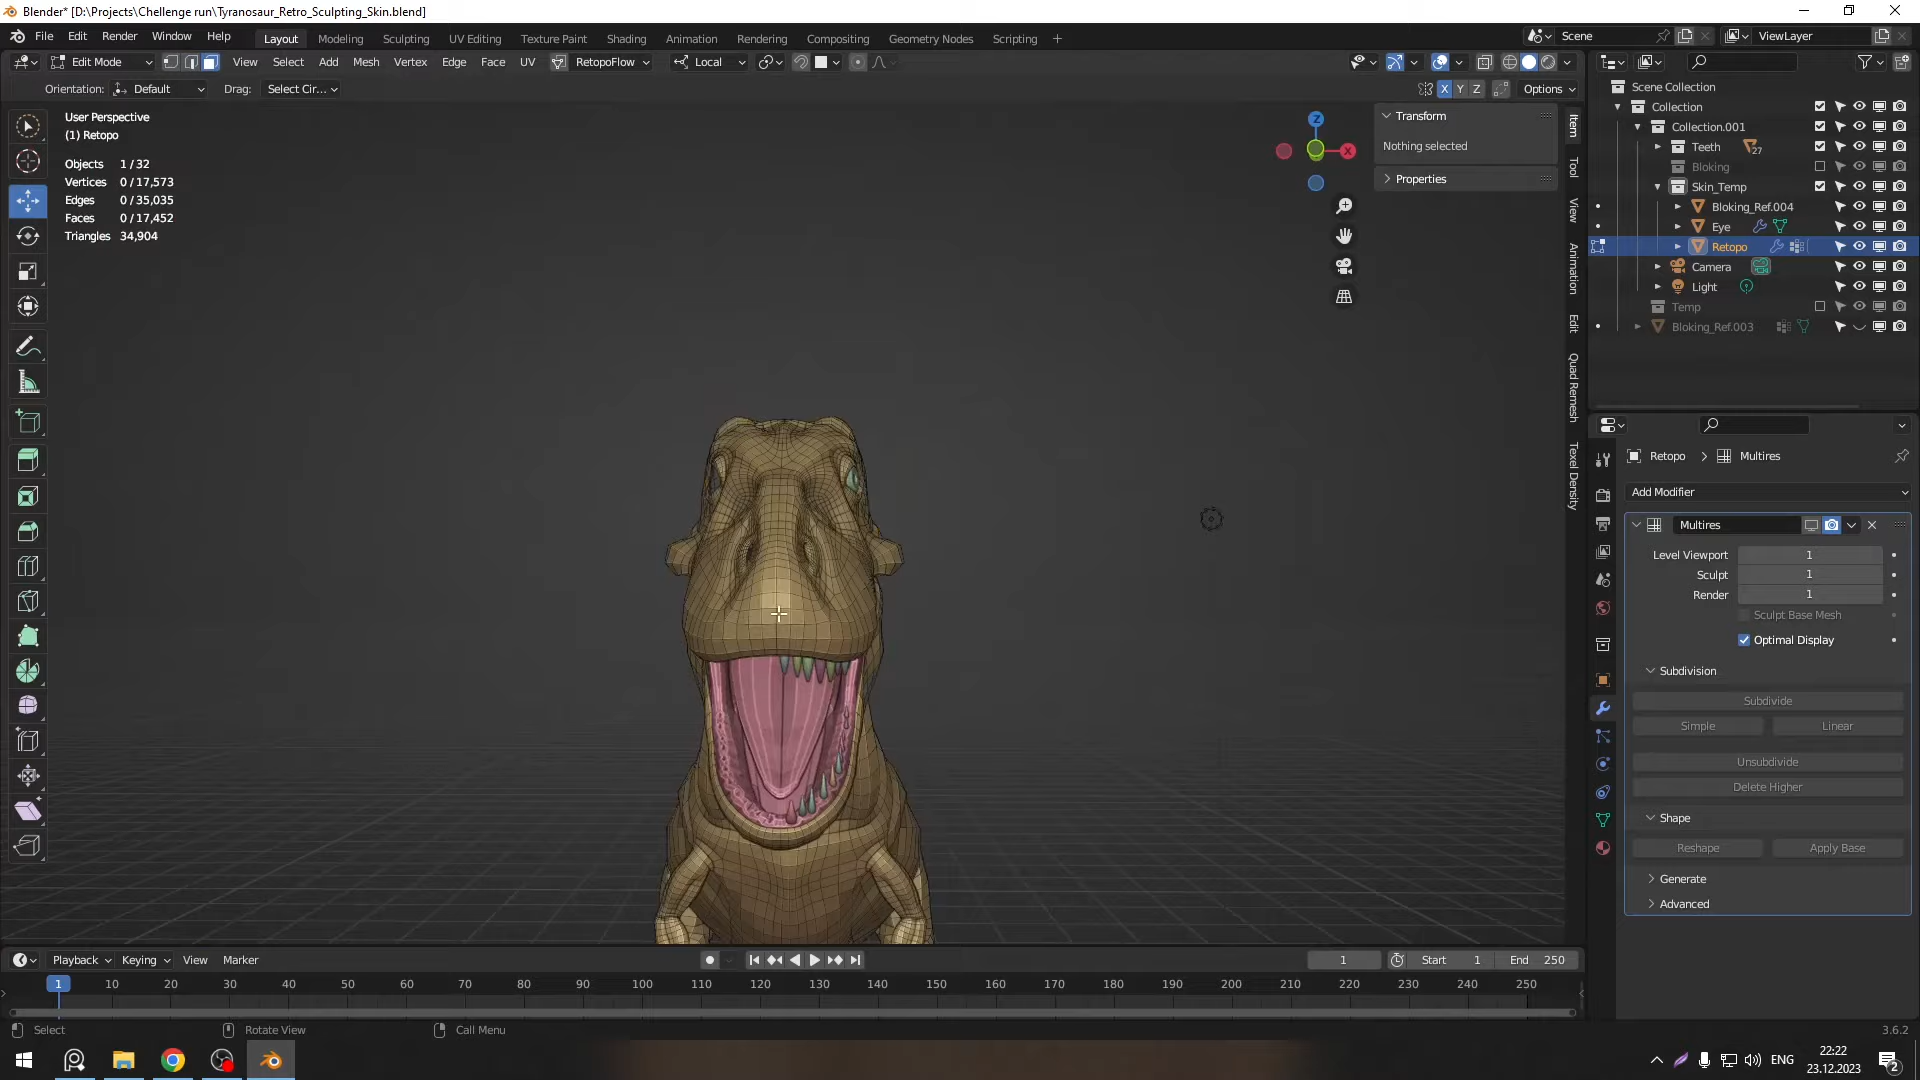 Blender* [D:\Projects\Chellenge run\Tyranosaur_Retro_Sculpting_Skin.blend]
File Edit Render Window Help Layout Modeling Sculpting UV Editing Texture Paint Shading Animation Rendering Compositing Geometry Nodes Scripting + Scene ViewLayer
Edit Mode View Select Add Mesh Vertex Edge Face UV RetopoFlow Local
Orientation: Default Drag: Select Cir... X Y Z Options
User Perspective
(1) Retopo
Objects 1 / 32
Vertices 0 / 17,573
Edges 0 / 35,035
Faces 0 / 17,452
Triangles 34,904
Z
X
Transform
Nothing selected
Properties
Item
Tool
View
Animation
Edit
Quad Remesh
Texel Density
Scene Collection
Collection
Collection.001
Teeth 27
Bloking
Skin_Temp
Bloking_Ref.004
Eye
Retopo
Camera
Light
Temp
Bloking_Ref.003
Retopo > Multires
Add Modifier
Multires
Level Viewport 1
Sculpt 1
Render 1
Sculpt Base Mesh
Optimal Display
Subdivision
Subdivide
Simple Linear
Unsubdivide
Delete Higher
Shape
Reshape Apply Base
Generate
Advanced
Playback Keying View Marker 1 Start 1 End 250
1 10 20 30 40 50 60 70 80 90 100 110 120 130 140 150 160 170 180 190 200 210 220 230 240 250
Select Rotate View Call Menu 3.6.2
ENG 22:22
23.12.2023
2